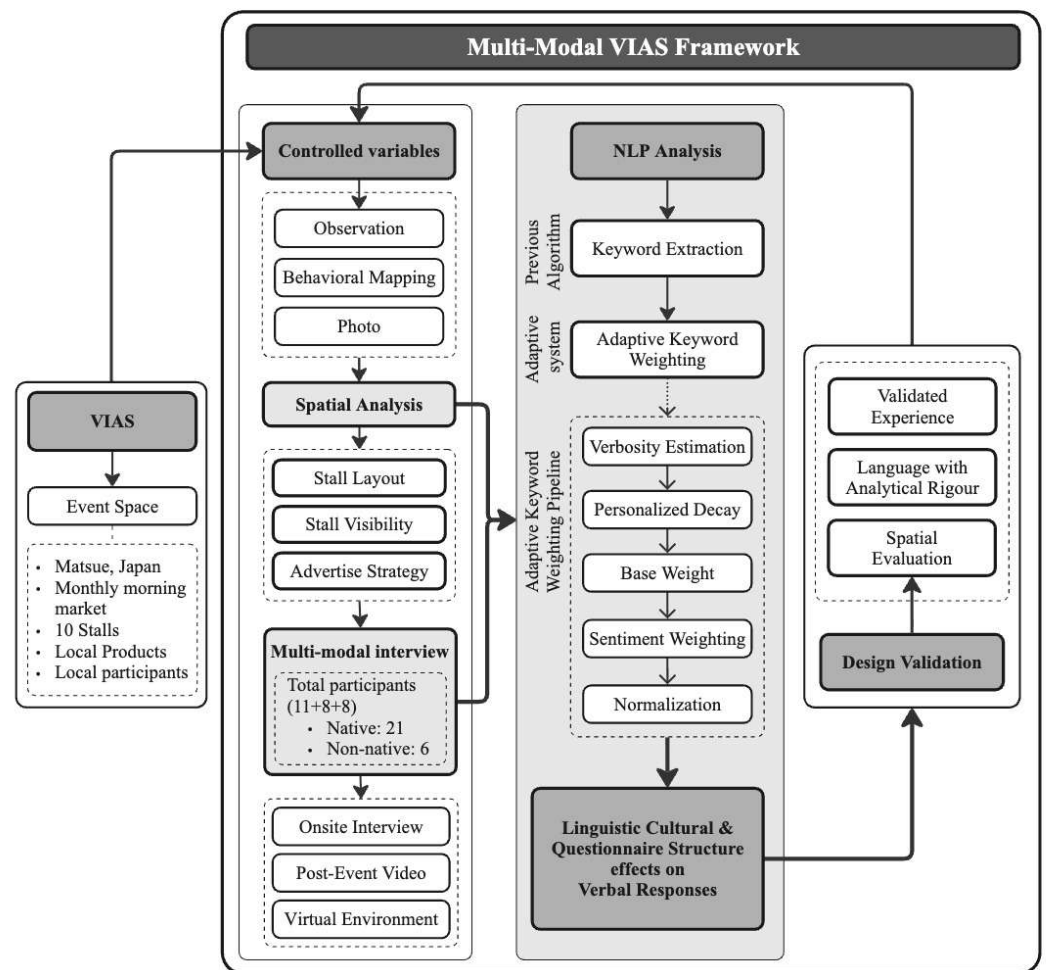 Multi-Modal VIAS Framework
VIAS
Event Space
• Matsue, Japan
• Monthly morning
market
• 10 Stalls
• Local Products
• Local participants
Controlled variables
Observation
Behavioral Mapping
Photo
Spatial Analysis
Stall Layout
Stall Visibility
Advertise Strategy
Multi-modal interview
Total participants
(11+8+8)
• Native: 21
• Non-native: 6
Onsite Interview
Post-Event Video
Virtual Environment
NLP Analysis
Previous
Algorithm
Keyword Extraction
Adaptive
system
Adaptive Keyword
Weighting
Adaptive Keyword
Weighting Pipeline
Verbosity Estimation
Personalized Decay
Base Weight
Sentiment Weighting
Normalization
Linguistic Cultural &
Questionnaire Structure
effects on
Verbal Responses
Validated
Experience
Language with
Analytical Rigour
Spatial
Evaluation
Design Validation